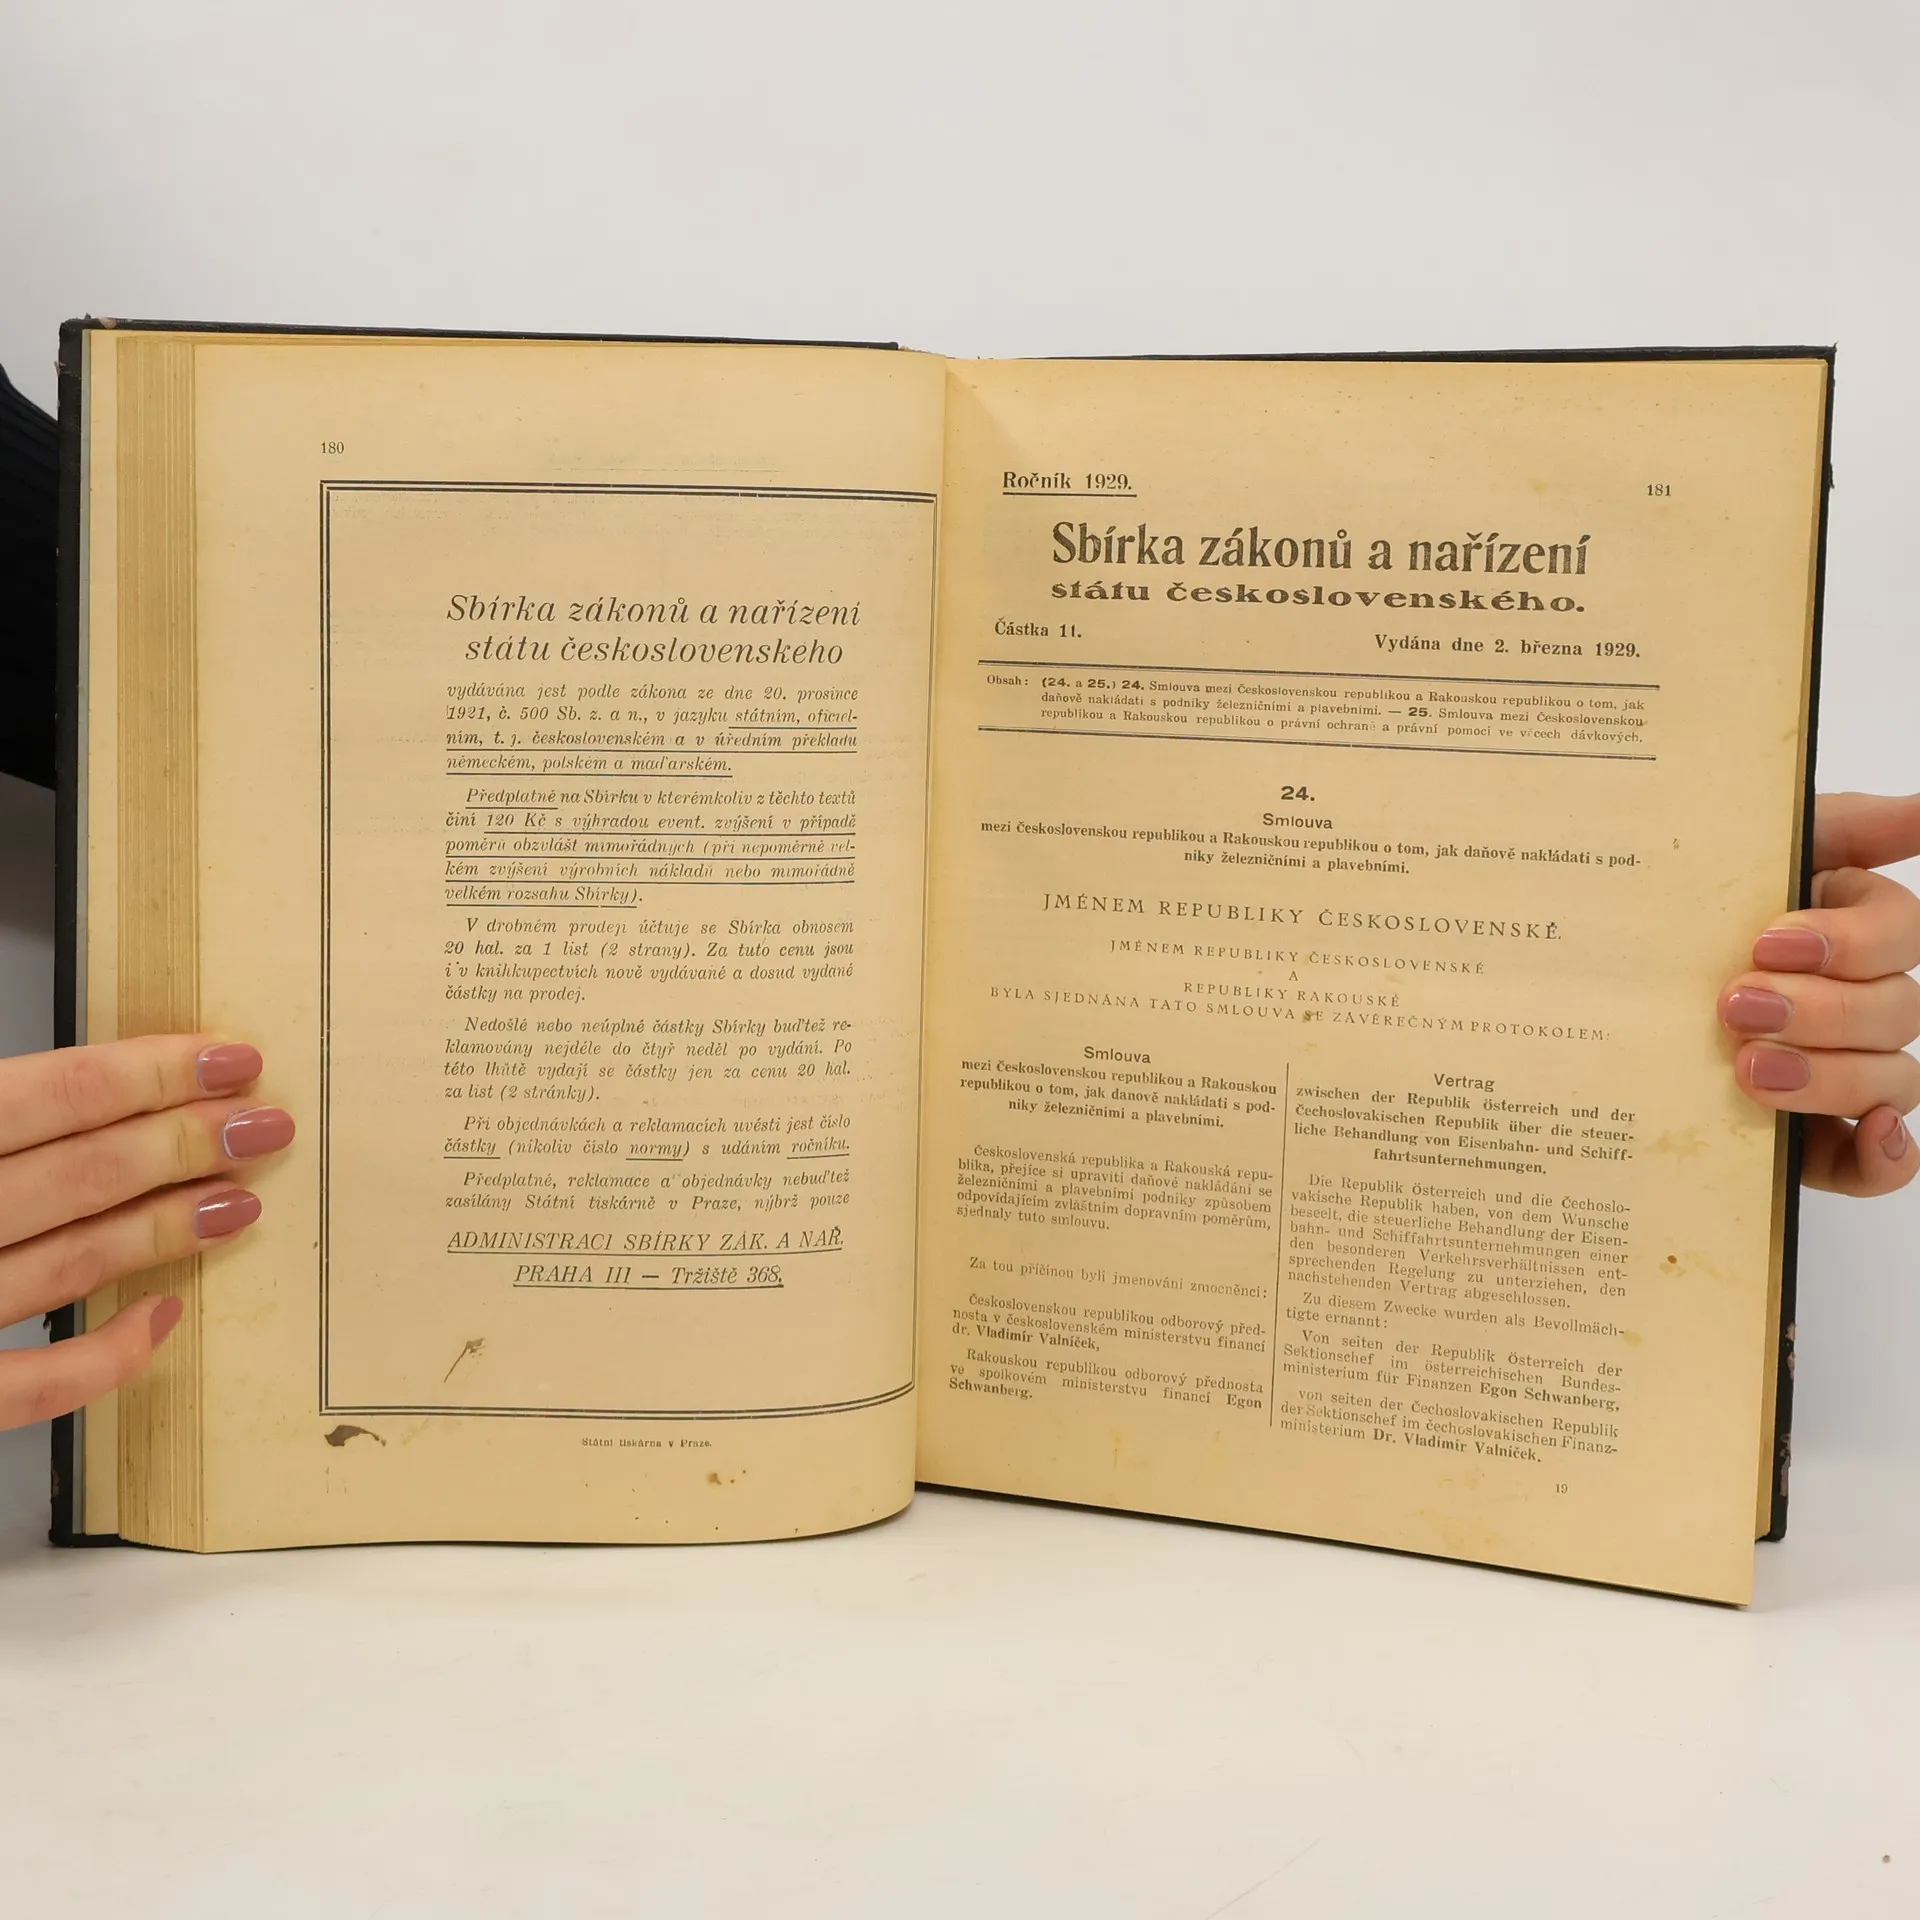 180
Sbírka zákonů a nařízení
státu československého
vydávána jest podle zákona ze dne 20. prosince
1921, č. 500 Sb. z. a n., v jazyku státním, oficiel-
ním, t. j. československém a v úředním překladu
německém, polském a maďarském.
Předplatné na Sbírku v kterémkoliv z těchto textů
činí 120 Kč s výhradou event. zvýšení v případě
poměrů obzvlášt mimořádných (při nepoměrně vel-
kém zvýšení výrobních nákladů nebo mimořádně
velkém rozsahu Sbírky).
V drobném prodeji účtuje se Sbírka obnosem
20 hal. za 1 list (2 strany). Za tuto cenu jsou
i v knihkupectvích nově vydávané a dosud vydané
částky na prodej.
Nedošlé nebo neúplné částky Sbírky buďtež re-
klamovány nejdéle do čtyř neděl po vydání. Po
této lhůtě vydají se částky jen za cenu 20 hal.
za list (2 stránky).
Při objednávkách a reklamacích uvésti jest číslo
částky (nikoliv číslo normy) s udáním ročníku.
Předplatné, reklamace a objednávky nebuďtež
zasílány Státní tiskárně v Praze, nýbrž pouze
ADMINISTRACI SBÍRKY ZÁK. A NAŘ.
PRAHA III — Tržiště 368.
Státní tiskárna v Praze.
Ročník 1929.
181
Sbírka zákonů a nařízení
státu československého.
Částka 11.
Vydána dne 2. března 1929.
Obsah: (24. a 25.) 24. Smlouva mezi Československou republikou a Rakouskou republikou o tom, jak
daňově nakládati s podniky železničními a plavebními. — 25. Smlouva mezi Československou
republikou a Rakouskou republikou o právní ochraně a právní pomoci ve věcech dávkových.
24.
Smlouva
mezi Československou republikou a Rakouskou republikou o tom, jak daňově nakládati s pod-
niky železničními a plavebními.
JMÉNEM REPUBLIKY ČESKOSLOVENSKÉ.
JMÉNEM REPUBLIKY ČESKOSLOVENSKÉ
A
REPUBLIKY RAKOUSKÉ
BYLA SJEDNÁNA TATO SMLOUVA SE ZÁVĚREČNÝM PROTOKOLEM:
Smlouva
mezi Československou republikou a Rakouskou
republikou o tom, jak daňově nakládati s pod-
niky železničními a plavebními.
Československá republika a Rakouská repu-
blika, přejíce si upraviti daňové nakládání se
železničními a plavebními podniky způsobem
odpovídajícím zvláštním dopravním poměrům,
sjednaly tuto smlouvu.
Za tou příčinou byli jmenováni zmocněnci:
Československou republikou odborový před-
nosta v československém ministerstvu financí
dr. Vladimír Valníček,
Rakouskou republikou odborový přednosta
ve spolkovém ministerstvu financí Egon
Schwanberg.
Vertrag
zwischen der Republik Österreich und der
Čechoslovakischen Republik über die steuer-
liche Behandlung von Eisenbahn- und Schiff-
fahrtsunternehmungen.
Die Republik Österreich und die Čechoslo-
vakische Republik haben, von dem Wunsche
beseelt, die steuerliche Behandlung der Eisen-
bahn- und Schiffahrtsunternehmungen einer
den besonderen Verkehrsverhältnissen ent-
sprechenden Regelung zu unterziehen, den
nachstehenden Vertrag abgeschlossen.
Zu diesem Zwecke wurden als Bevollmäch-
tigte ernannt:
Von seiten der Republik Österreich der
Sektionschef im österreichischen Bundes-
ministerium für Finanzen Egon Schwanberg,
von seiten der Čechoslovakischen Republik
der Sektionschef im čechoslovakischen Finanz-
ministerium Dr. Vladimír Valníček.
19